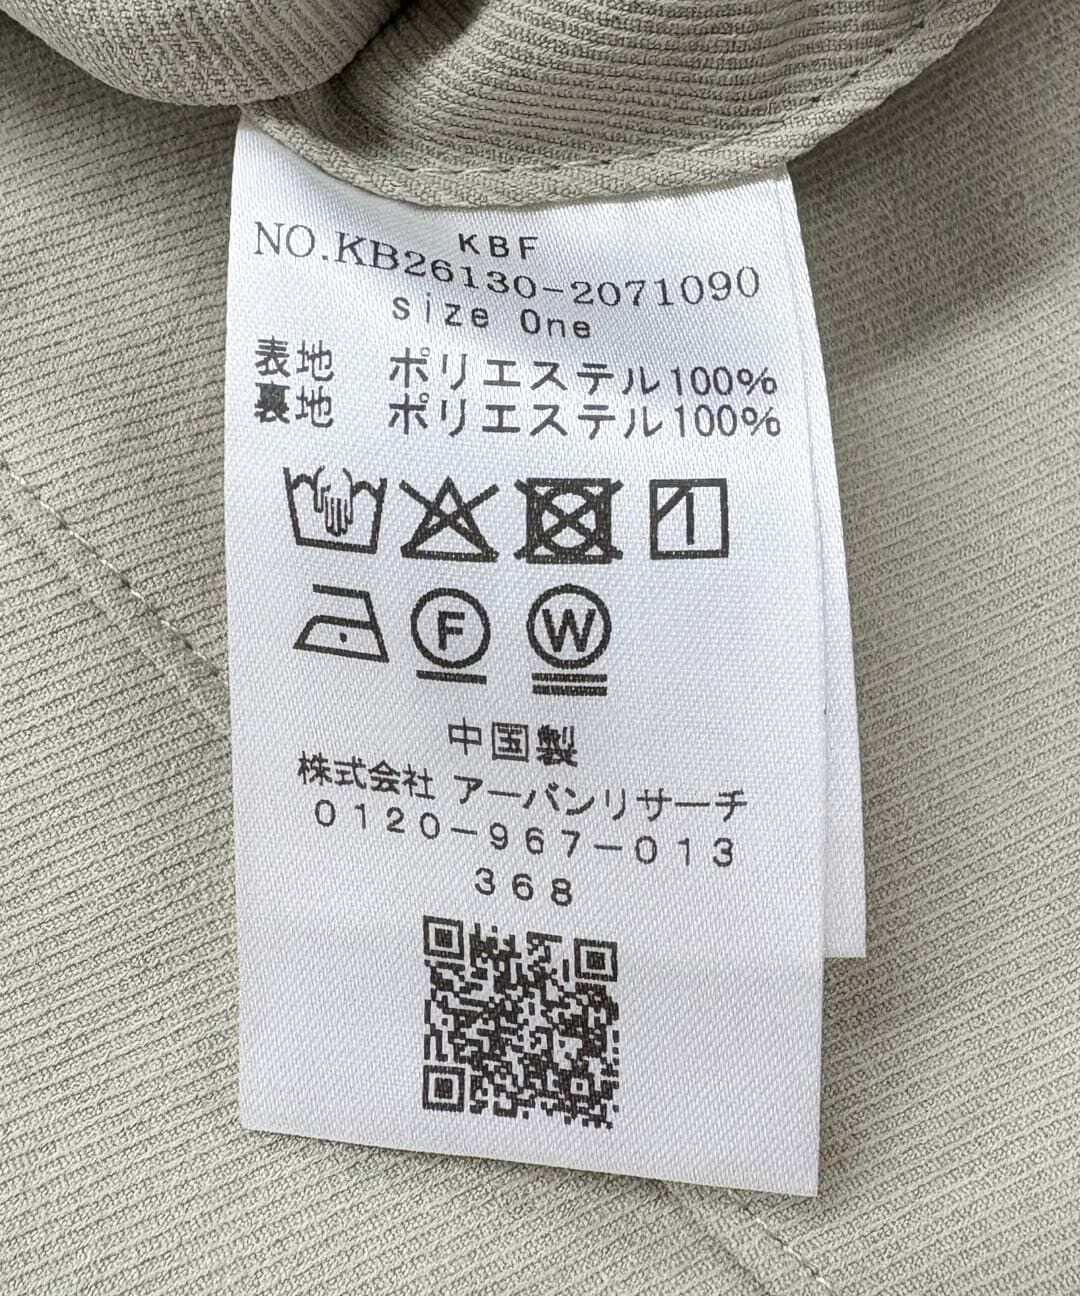 KBF
NO.KB26130-2071090
size One
表地 ポリエステル100%
裏地 ポリエステル100%
F W
中国製
株式会社 アーバンリサーチ
0120-967-013
368